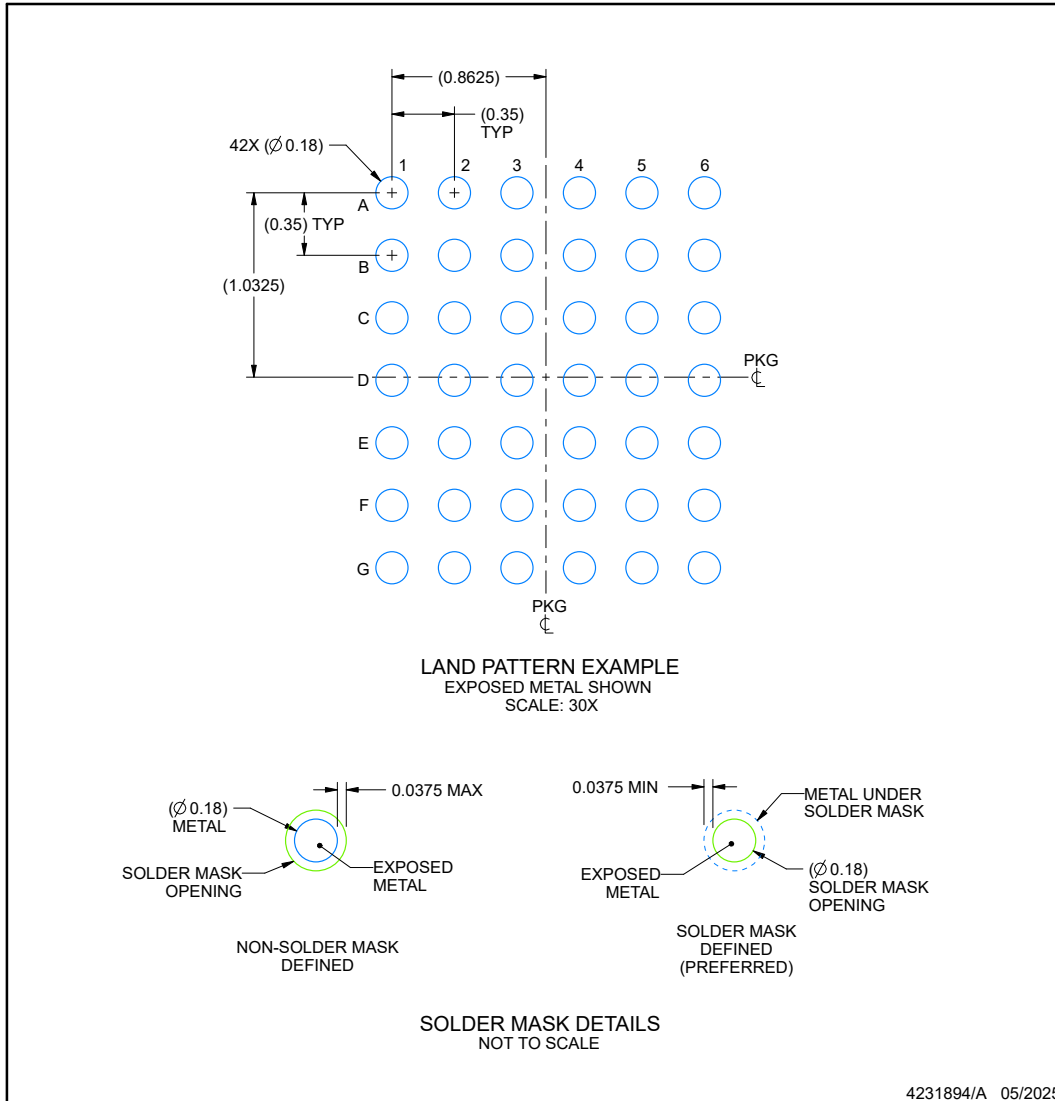 (0.8625)
(0.35)
TYP
42X (∅ 0.18)
1 2 3 4 5 6
A
(0.35) TYP
B
(1.0325)
C
PKG
℄
D
E
F
G
PKG
℄
LAND PATTERN EXAMPLE
EXPOSED METAL SHOWN
SCALE: 30X
(∅ 0.18)
METAL
0.0375 MAX
SOLDER MASK
OPENING
EXPOSED
METAL
NON-SOLDER MASK
DEFINED
0.0375 MIN
METAL UNDER
SOLDER MASK
EXPOSED
METAL
(∅ 0.18)
SOLDER MASK
OPENING
SOLDER MASK
DEFINED
(PREFERRED)
SOLDER MASK DETAILS
NOT TO SCALE
4231894/A 05/2025